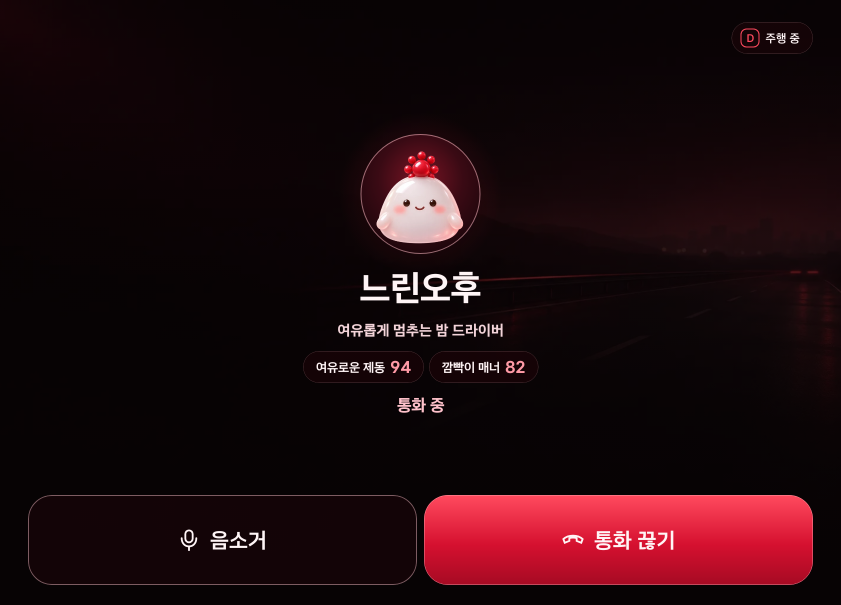 D 주행 중
느린오후
여유롭게 멈추는 밤 드라이버
여유로운 제동 94 깜빡이 매너 82
통화 중
음소거 통화 끊기